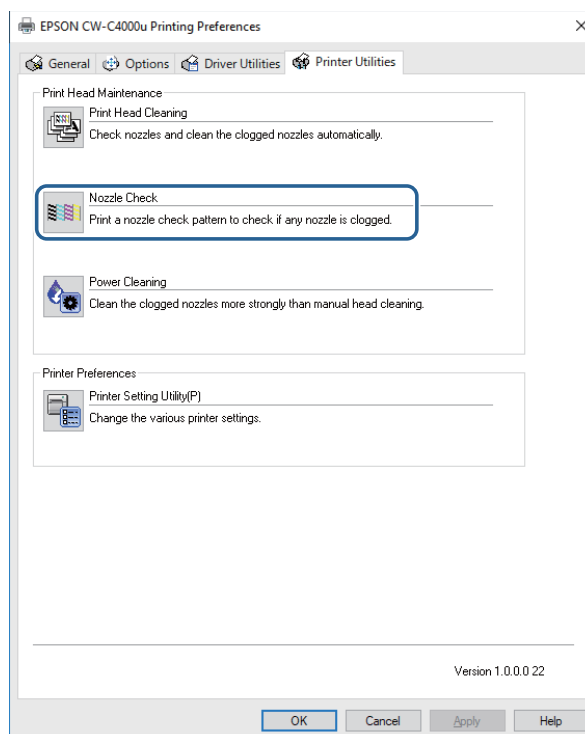 EPSON CW-C4000u Printing Preferences
General Options Driver Utilities Printer Utilities
Print Head Maintenance
Print Head Cleaning
Check nozzles and clean the clogged nozzles automatically.
Nozzle Check
Print a nozzle check pattern to check if any nozzle is clogged.
Power Cleaning
Clean the clogged nozzles more strongly than manual head cleaning.
Printer Preferences
Printer Setting Utility(P)
Change the various printer settings.
Version 1.0.0.0 22
OK Cancel Apply Help